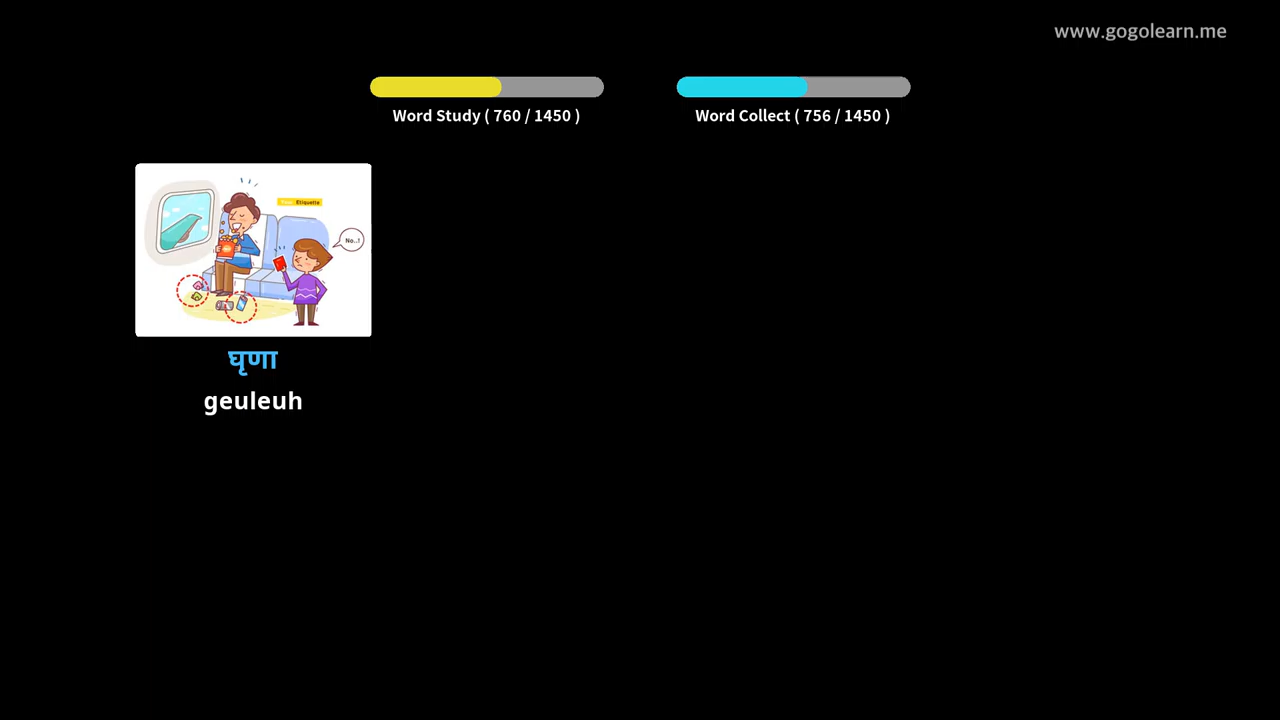 www.gogolearn.me
Word Study ( 760 / 1450 )
Word Collect ( 756 / 1450 )
Etiquette
No..!
घृणा
geuleuh